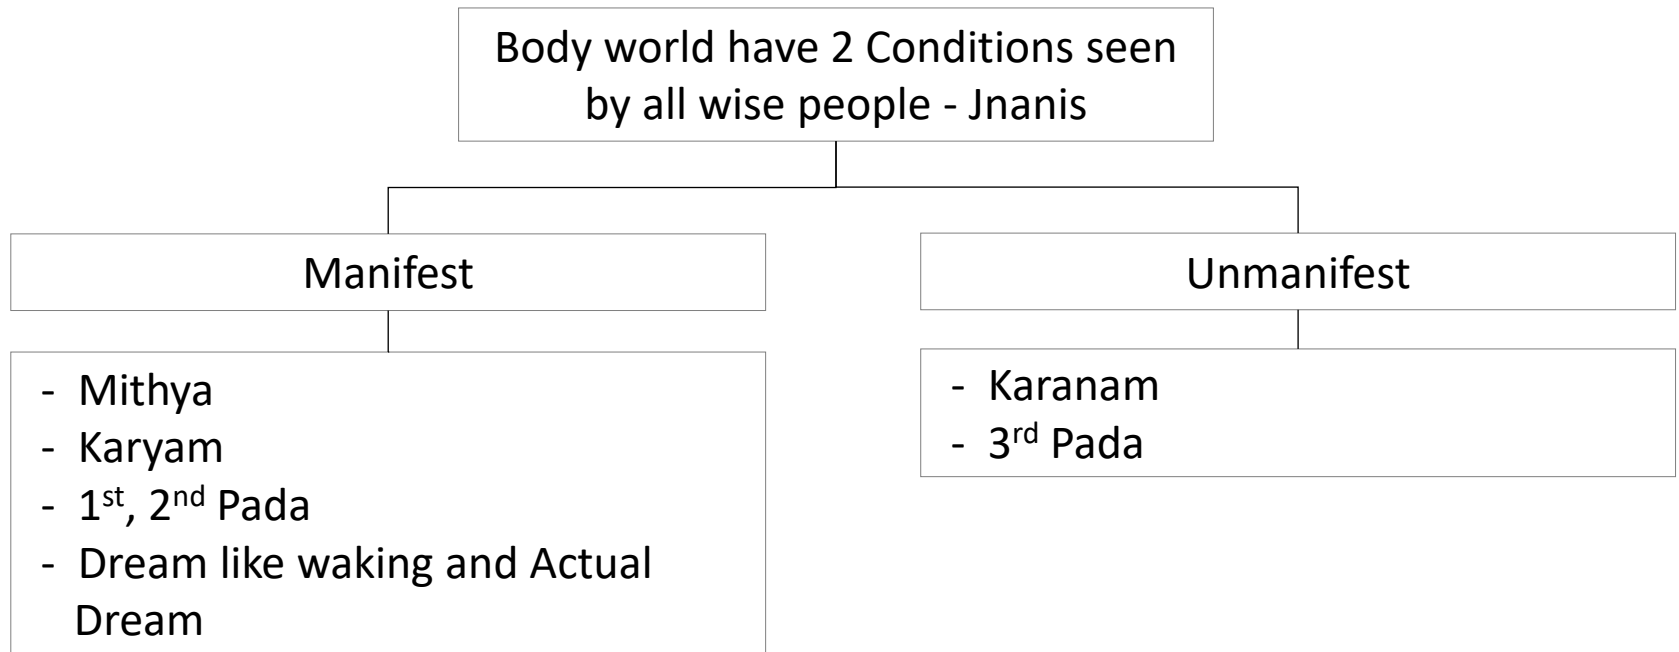 Body world have 2 Conditions seen
by all wise people - Jnanis
Manifest
Unmanifest
- Mithya
- Karyam
- 1st, 2nd Pada
- Dream like waking and Actual
Dream
- Karanam
- 3rd Pada